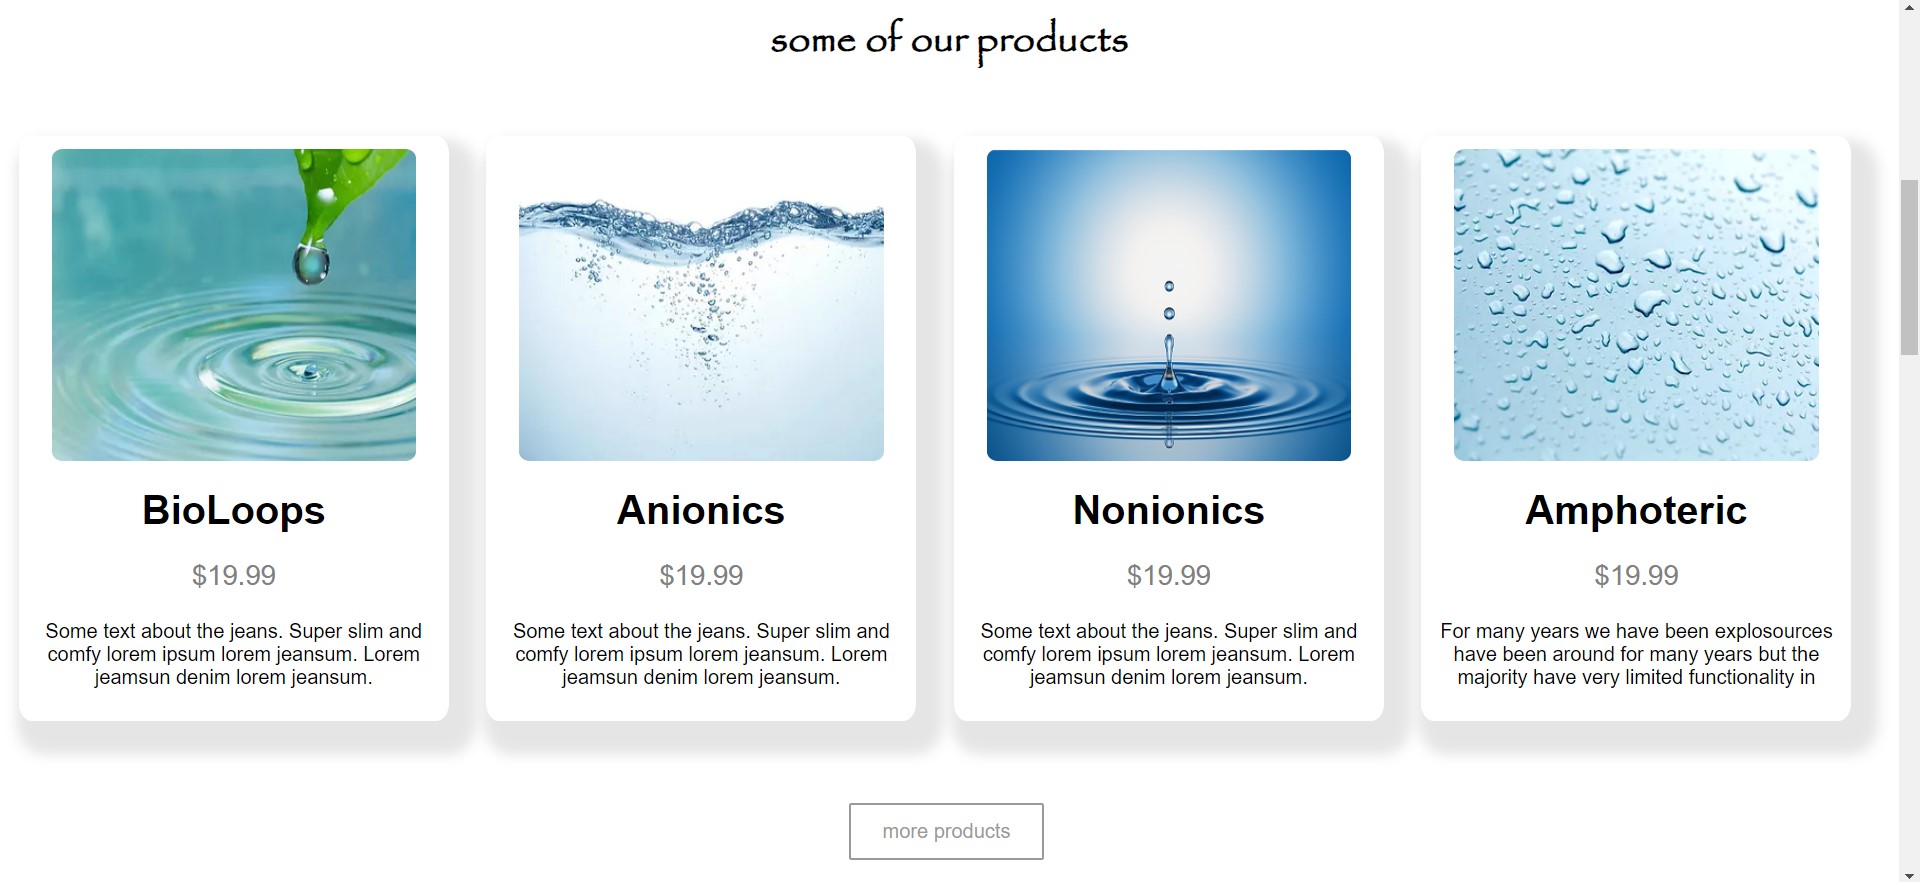 some of our products
BioLoops
$19.99
Some text about the jeans. Super slim and
comfy lorem ipsum lorem jeansum. Lorem
jeamsun denim lorem jeansum.
Anionics
$19.99
Some text about the jeans. Super slim and
comfy lorem ipsum lorem jeansum. Lorem
jeamsun denim lorem jeansum.
Nonionics
$19.99
Some text about the jeans. Super slim and
comfy lorem ipsum lorem jeansum. Lorem
jeamsun denim lorem jeansum.
Amphoteric
$19.99
For many years we have been explosources
have been around for many years but the
majority have very limited functionality in
more products